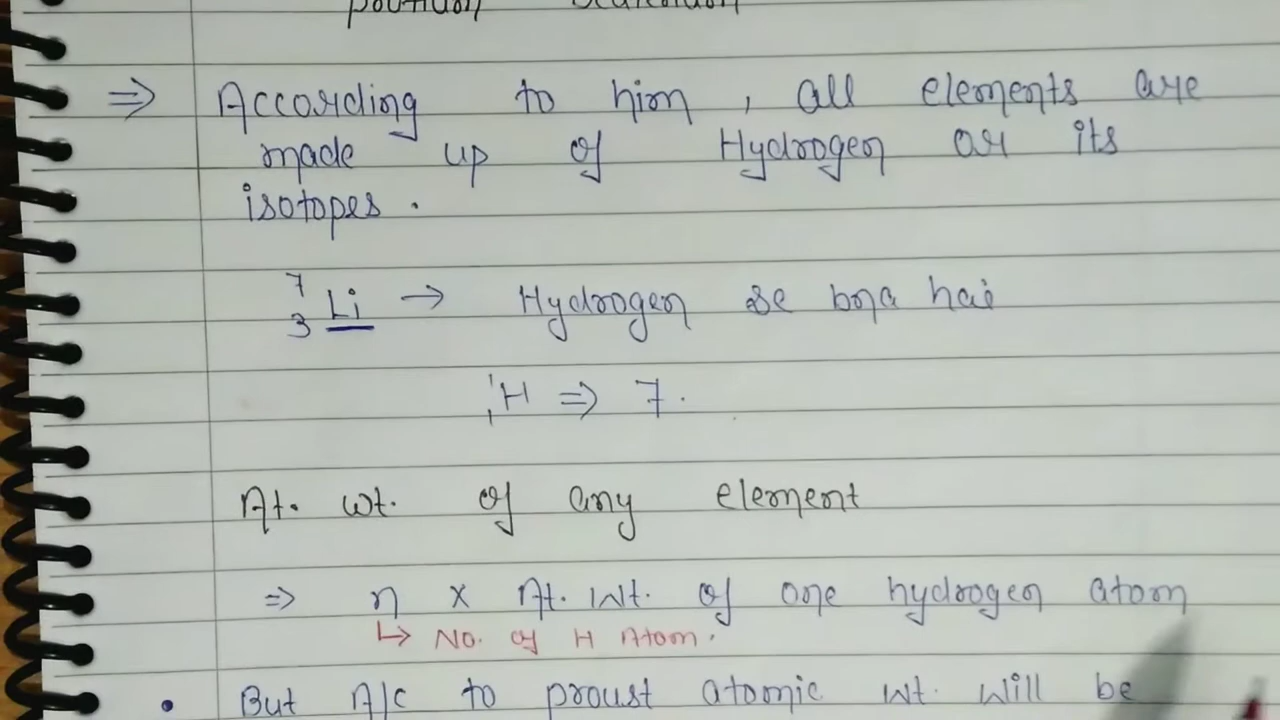 ⇒ According to him, all elements are
made up of Hydrogen or its
isotopes.
⁷₃Li → Hydrogen se bna hai
¹₁H ⇒ 7.
At. wt. of any element
⇒ n x At. Wt. of one hydrogen atom
↳ No. of H Atom.
• But A/c to proust atomic wt. will be